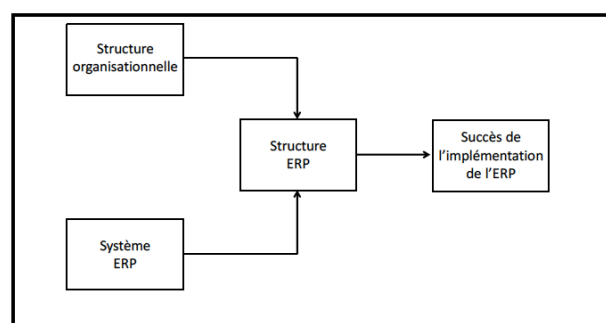 Structure
organisationnelle
Structure
ERP
Succès de
l'implémentation
de l'ERP
Système
ERP